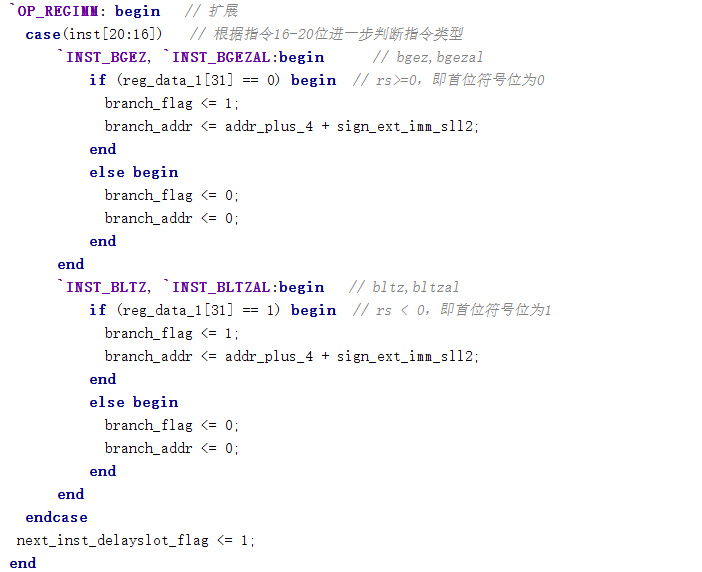 `OP_REGIMM: begin   // 扩展
  case(inst[20:16])   // 根据指令16-20位进一步判断指令类型
      `INST_BGEZ, `INST_BGEZAL:begin      // bgez,bgezal
          if (reg_data_1[31] == 0) begin  // rs>=0，即首位符号位为0
            branch_flag <= 1;
            branch_addr <= addr_plus_4 + sign_ext_imm_sll2;
          end
          else begin
            branch_flag <= 0;
            branch_addr <= 0;
          end
      end
      `INST_BLTZ, `INST_BLTZAL:begin   // bltz,bltzal
          if (reg_data_1[31] == 1) begin  // rs < 0，即首位符号位为1
            branch_flag <= 1;
            branch_addr <= addr_plus_4 + sign_ext_imm_sll2;
          end
          else begin
            branch_flag <= 0;
            branch_addr <= 0;
          end
      end
  endcase
 next_inst_delayslot_flag <= 1;
end